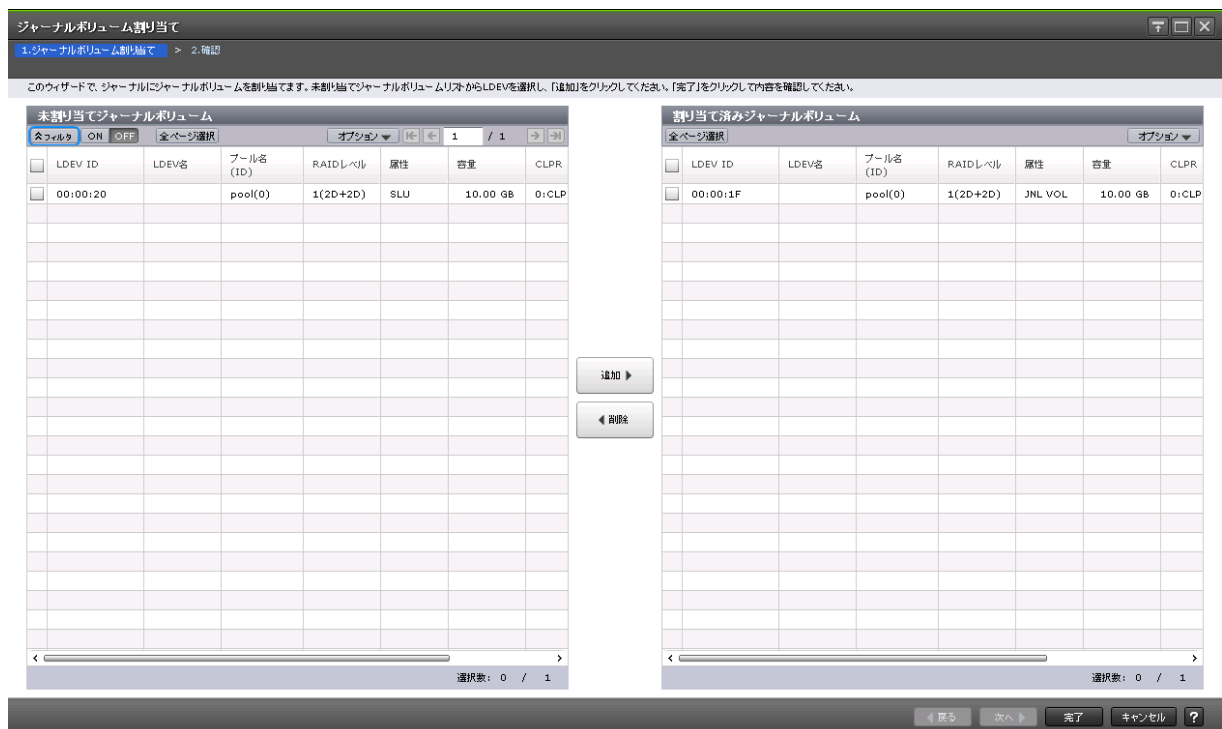 ジャーナルボリューム割り当て
1.ジャーナルボリューム割り当て > 2.確認
このウィザードで、ジャーナルにジャーナルボリュームを割り当てます。未割り当てジャーナルボリュームリストからLDEVを選択し、「追加」をクリックしてください。「完了」をクリックして内容を確認してください。
未割り当てジャーナルボリューム
フィルタ ON OFF 全ページ選択 オプション 1 / 1
LDEV ID LDEV名 プール名 (ID) RAIDレベル 属性 容量 CLPR
00:00:20 pool(0) 1(2D+2D) SLU 10.00 GB 0:CLP
選択数: 0 / 1
追加
削除
割り当て済みジャーナルボリューム
全ページ選択 オプション
LDEV ID LDEV名 プール名 (ID) RAIDレベル 属性 容量 CLPR
00:00:1F pool(0) 1(2D+2D) JNL VOL 10.00 GB 0:CLP
選択数: 0 / 1
戻る 次へ 完了 キャンセル ?